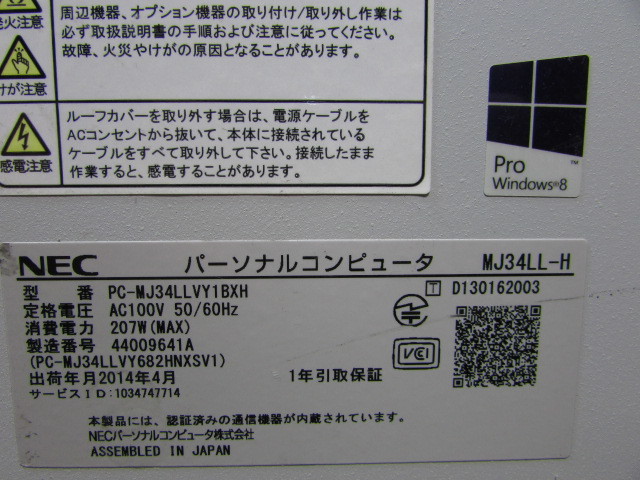 周辺機器、オプション機器の取り付け/取り外し作業は
必ず取扱説明書の手順および注意に従ってください。
故障、火災やけがの原因となることがあります。
発火注意
けが注意
ルーフカバーを取り外す場合は、電源ケーブルを
ACコンセントから抜いて、本体に接続されている
ケーブルをすべて取り外して下さい。接続したまま
作業すると、感電することがあります。
感電注意
Pro
Windows®8
NEC パーソナルコンピュータ MJ34LL-H
型 番 PC-MJ34LLVY1BXH
T D130162003
定格電圧 AC100V 50/60Hz
消費電力 207W(MAX)
製造番号 44009641A
(PC-MJ34LLVY682HNXSV1)
VCCI
出荷年月2014年4月
1年引取保証
サービスID:1034747714
本製品には、認証済みの通信機器が内蔵されています。
NECパーソナルコンピュータ株式会社
ASSEMBLED IN JAPAN